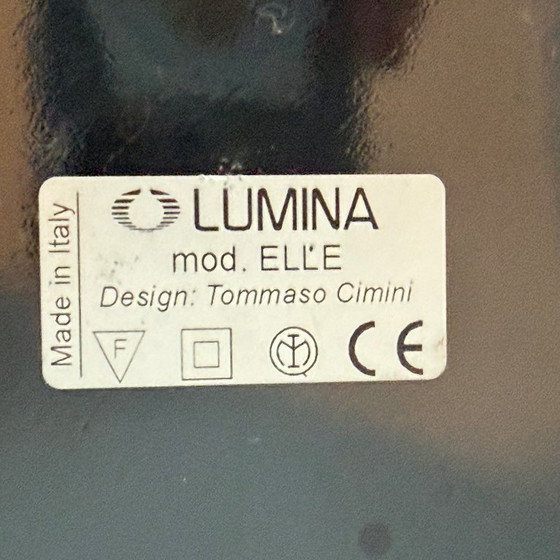 Made in Italy
LUMINA
mod. ELLE
Design: Tommaso Cimini
F
CE